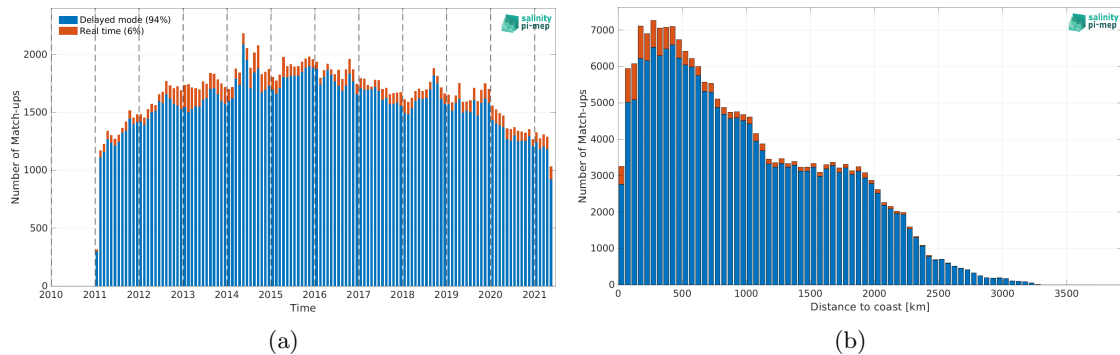 Delayed mode (94%)
Real time (6%)
salinity
pi-mep
Number of Match-ups
2000
1500
1000
500
0
2010 2011 2012 2013 2014 2015 2016 2017 2018 2019 2020 2021
Time
(a)
salinity
pi-mep
Number of Match-ups
7000
6000
5000
4000
3000
2000
1000
0
0 500 1000 1500 2000 2500 3000 3500
Distance to coast [km]
(b)